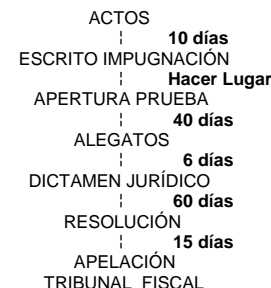 ACTOS
10 días
ESCRITO IMPUGNACIÓN
Hacer Lugar
APERTURA PRUEBA
40 días
ALEGATOS
6 días
DICTAMEN JURÍDICO
60 días
RESOLUCIÓN
15 días
APELACIÓN
TRIBUNAL FISCAL